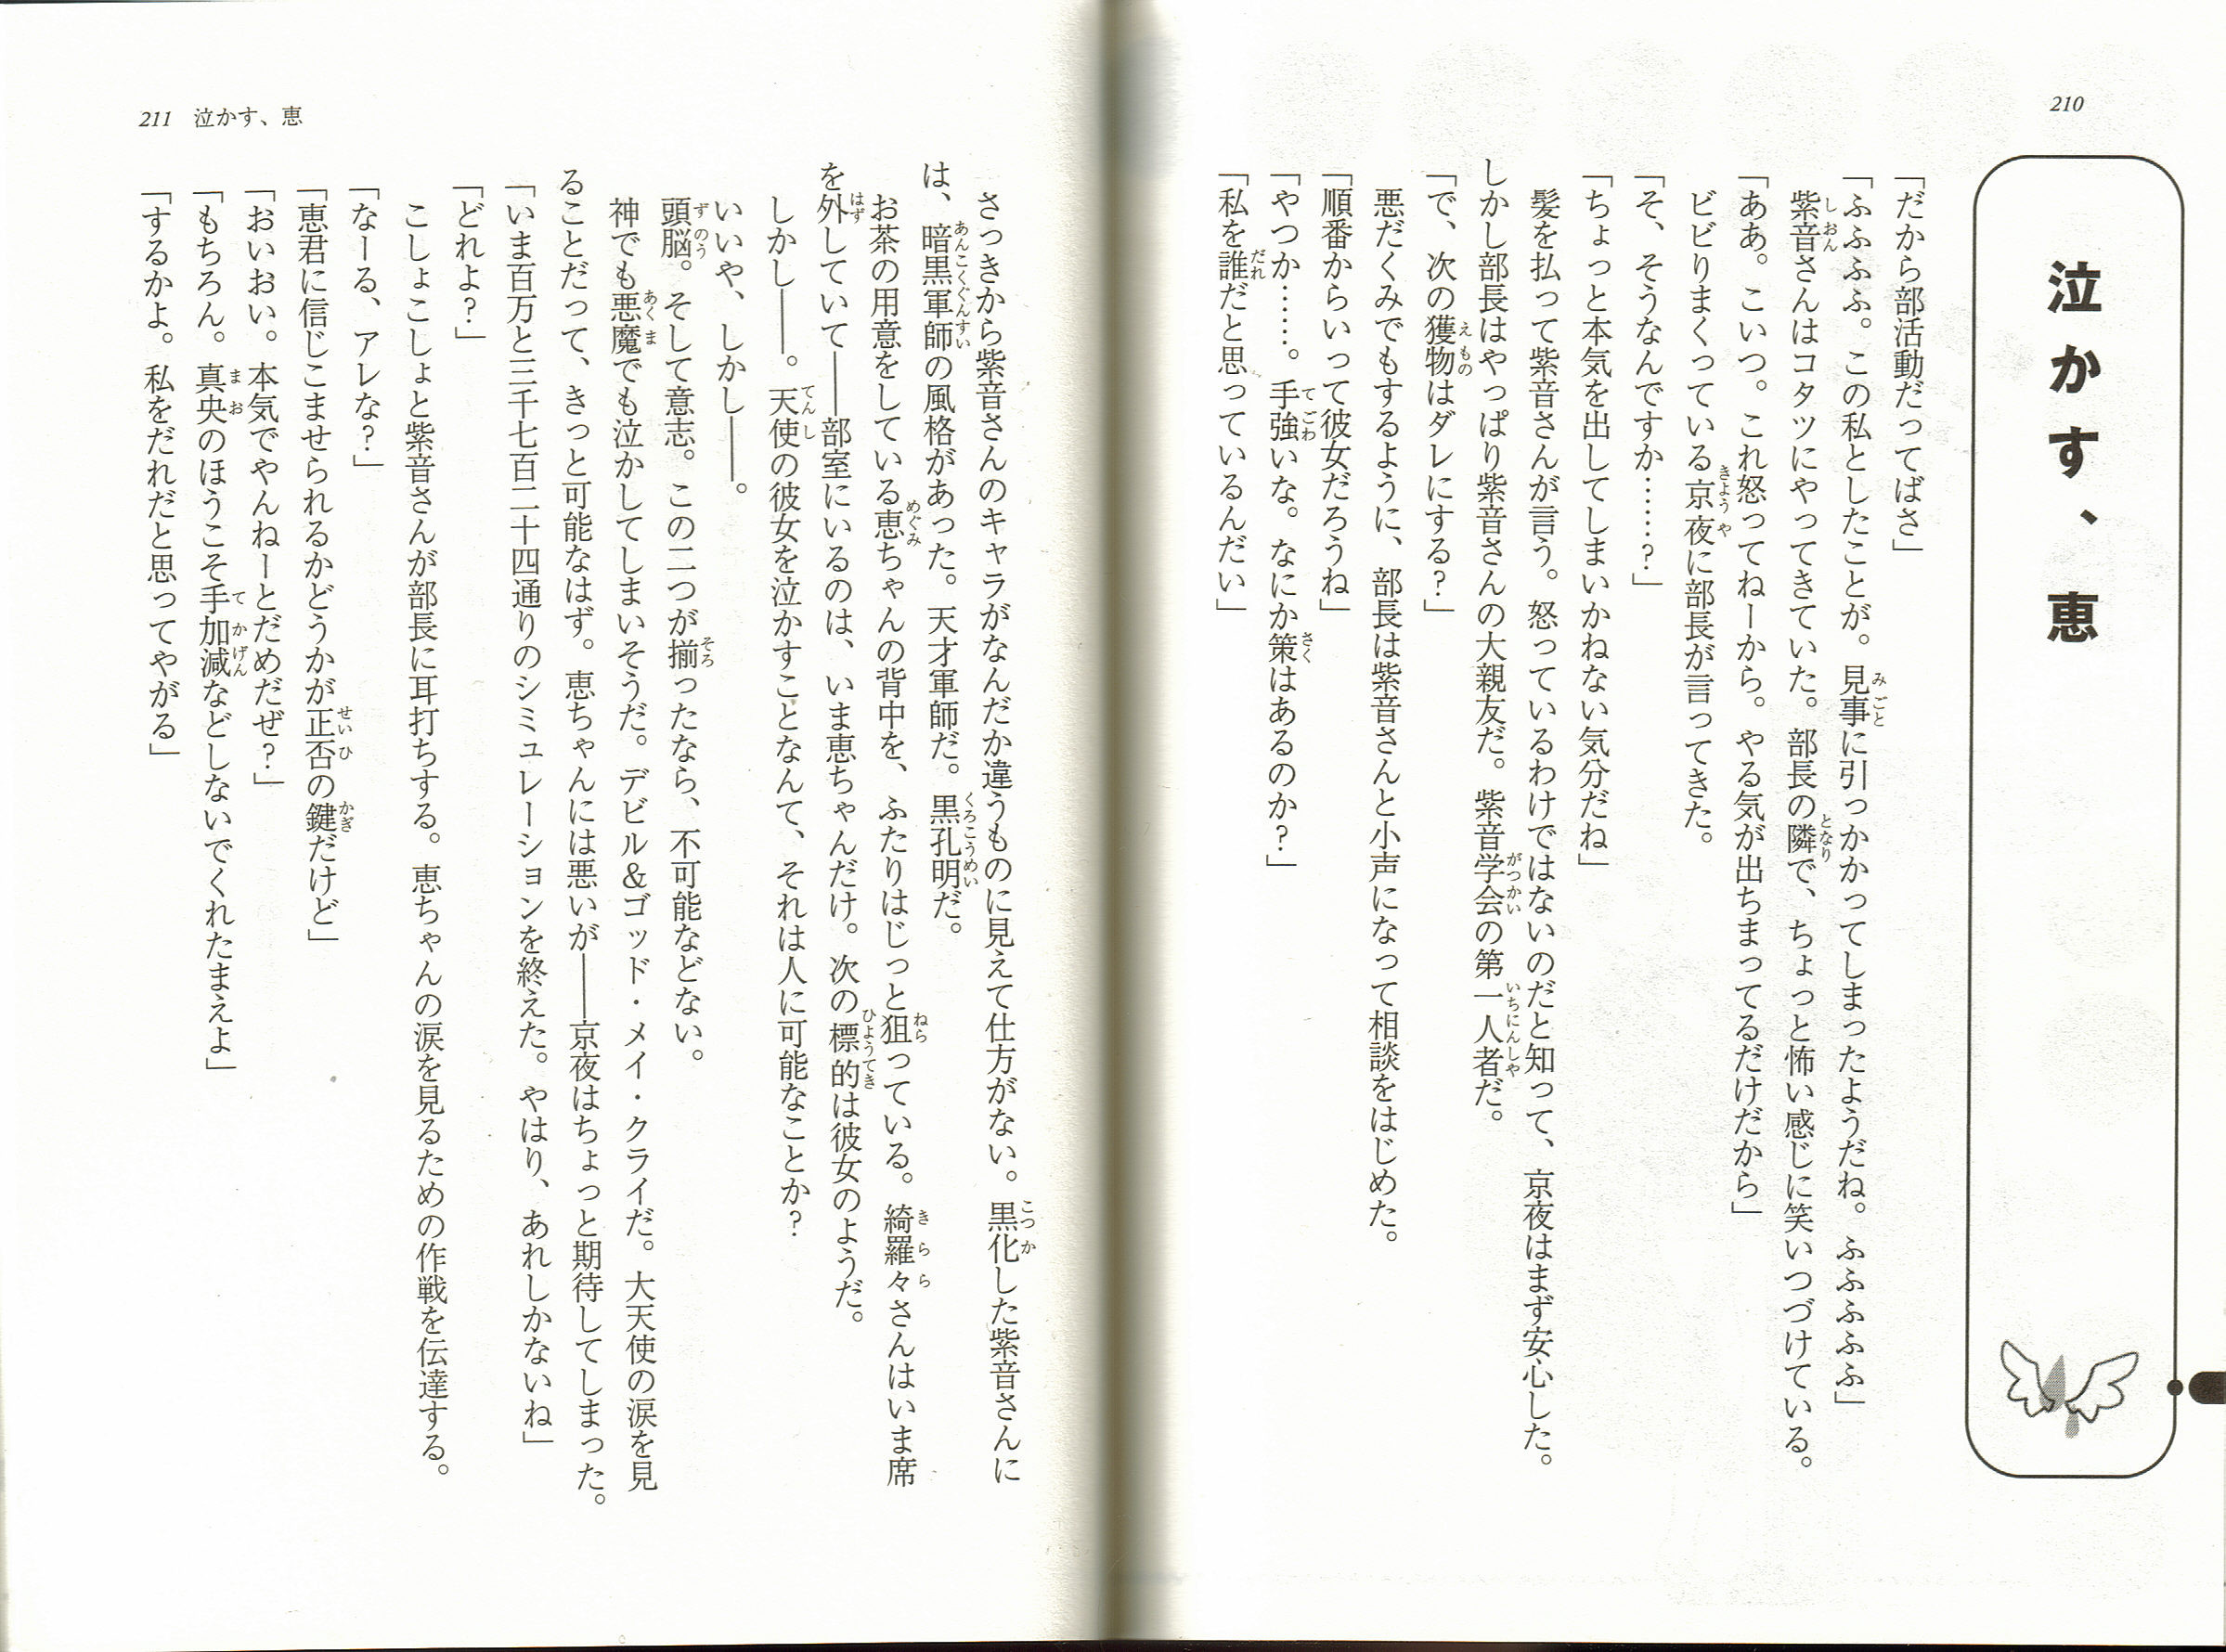 210
泣かす、恵
「だから部活動だってばさ」
「ふふふふ。この私としたことが。見事に引っかかってしまったようだね。ふふふふふ」
紫音さんはコタツにやってきていた。部長の隣で、ちょっと怖い感じに笑いつづけている。
「ああ。こいつ。これ怒ってねーから。やる気が出ちまってるだけだから」
ビビりまくっている京夜に部長が言ってきた。
「そ、そうなんですか……?」
「ちょっと本気を出してしまいかねない気分だね」
髪を払って紫音さんが言う。怒っているわけではないのだと知って、京夜はまず安心した。
しかし部長はやっぱり紫音さんの大親友だ。紫音学会の第一人者だ。
「で、次の獲物はダレにする?」
悪だくみでもするように、部長は紫音さんと小声になって相談をはじめた。
「順番からいって彼女だろうね」
「やつか……。手強いな。なにか策はあるのか?」
「私を誰だと思っているんだい」
211 泣かす、恵
さっきから紫音さんのキャラがなんだか違うものに見えて仕方がない。黒化した紫音さんに
は、暗黒軍師の風格があった。天才軍師だ。黒孔明だ。
お茶の用意をしている恵ちゃんの背中を、ふたりはじっと狙っている。綺羅々さんはいま席
を外していて——部室にいるのは、いま恵ちゃんだけ。次の標的は彼女のようだ。
しかし——。天使の彼女を泣かすことなんて、それは人に可能なことか?
いいや、しかし——。
頭脳。そして意志。この二つが揃ったなら、不可能などない。
神でも悪魔でも泣かしてしまいそうだ。デビル&ゴッド・メイ・クライだ。大天使の涙を見
ることだって、きっと可能なはず。恵ちゃんには悪いが——京夜はちょっと期待してしまった。
「いま百万と三千七百二十四通りのシミュレーションを終えた。やはり、あれしかないね」
「どれよ?」
こしょこしょと紫音さんが部長に耳打ちする。恵ちゃんの涙を見るための作戦を伝達する。
「なーる、アレな?」
「恵君に信じこませられるかどうかが正否の鍵だけど」
「おいおい。本気でやんねーとだめだぜ?」
「もちろん。真央のほうこそ手加減などしないでくれたまえよ」
「するかよ。私をだれだと思ってやがる」